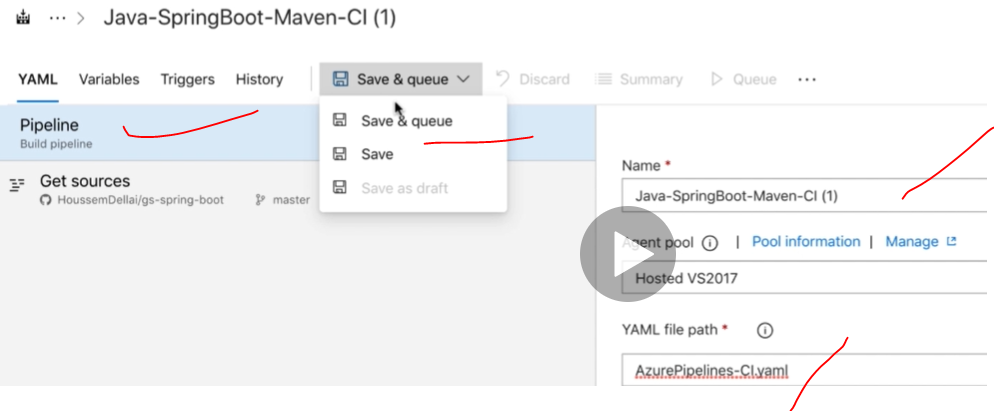 ··· > Java-SpringBoot-Maven-CI (1)
YAML Variables Triggers History Save & queue Discard Summary Queue ···
Save & queue
Save
Save as draft
Pipeline
Build pipeline
Get sources
HoussemDellai/gs-spring-boot master
Name *
Java-SpringBoot-Maven-CI (1)
Agent pool | Pool information | Manage
Hosted VS2017
YAML file path *
AzurePipelines-CI.yaml